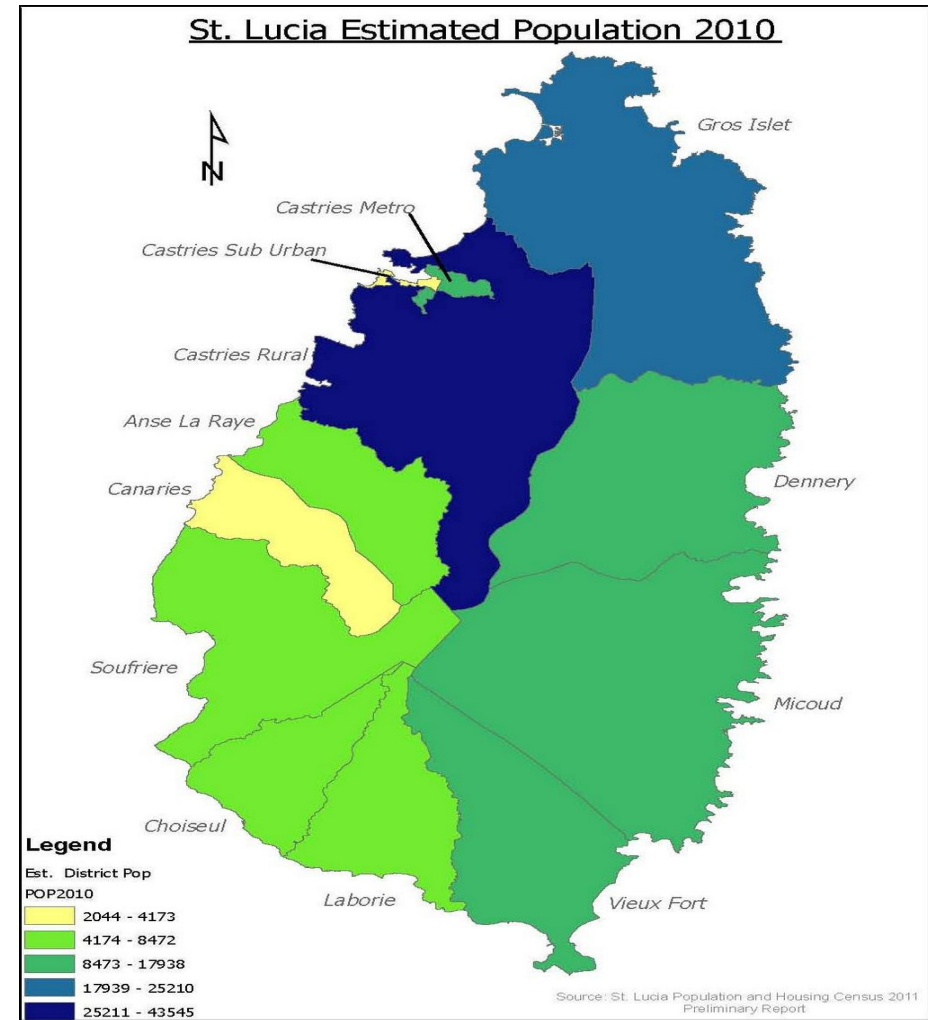 St. Lucia Estimated Population 2010
Gros Islet
N
Castries Metro
Castries Sub Urban
Castries Rural
Anse La Raye
Canaries
Dennery
Soufriere
Micoud
Choiseul
Laborie
Vieux Fort
Legend
Est. District Pop
POP2010
2044 - 4173
4174 - 8472
8473 - 17938
17939 - 25210
25211 - 43545
Source: St. Lucia Population and Housing Census 2011
Preliminary Report